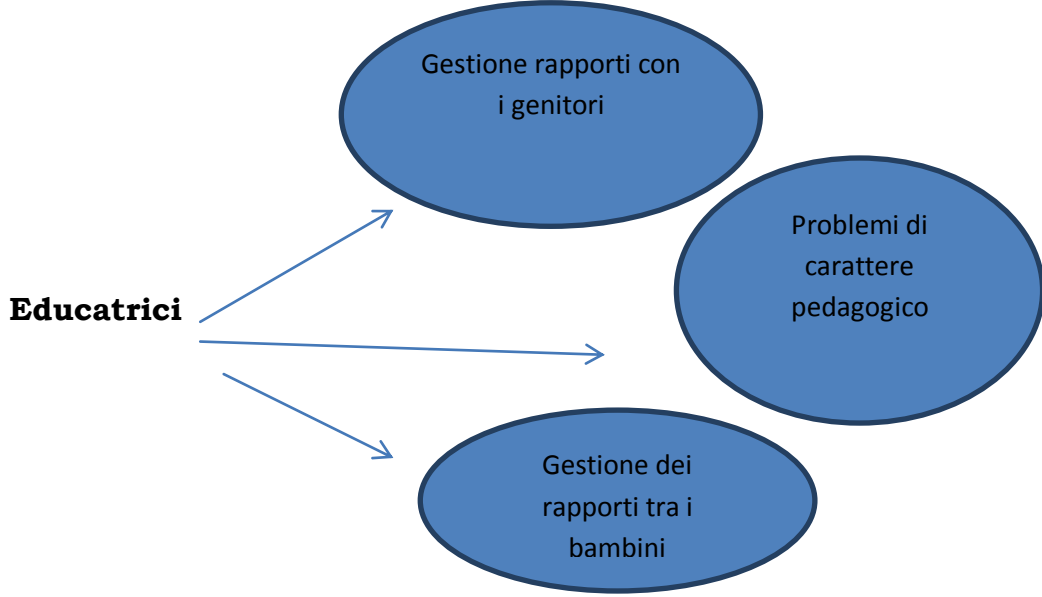 Gestione rapporti con
i genitori
Problemi di
carattere
pedagogico
Educatrici
Gestione dei
rapporti tra i
bambini